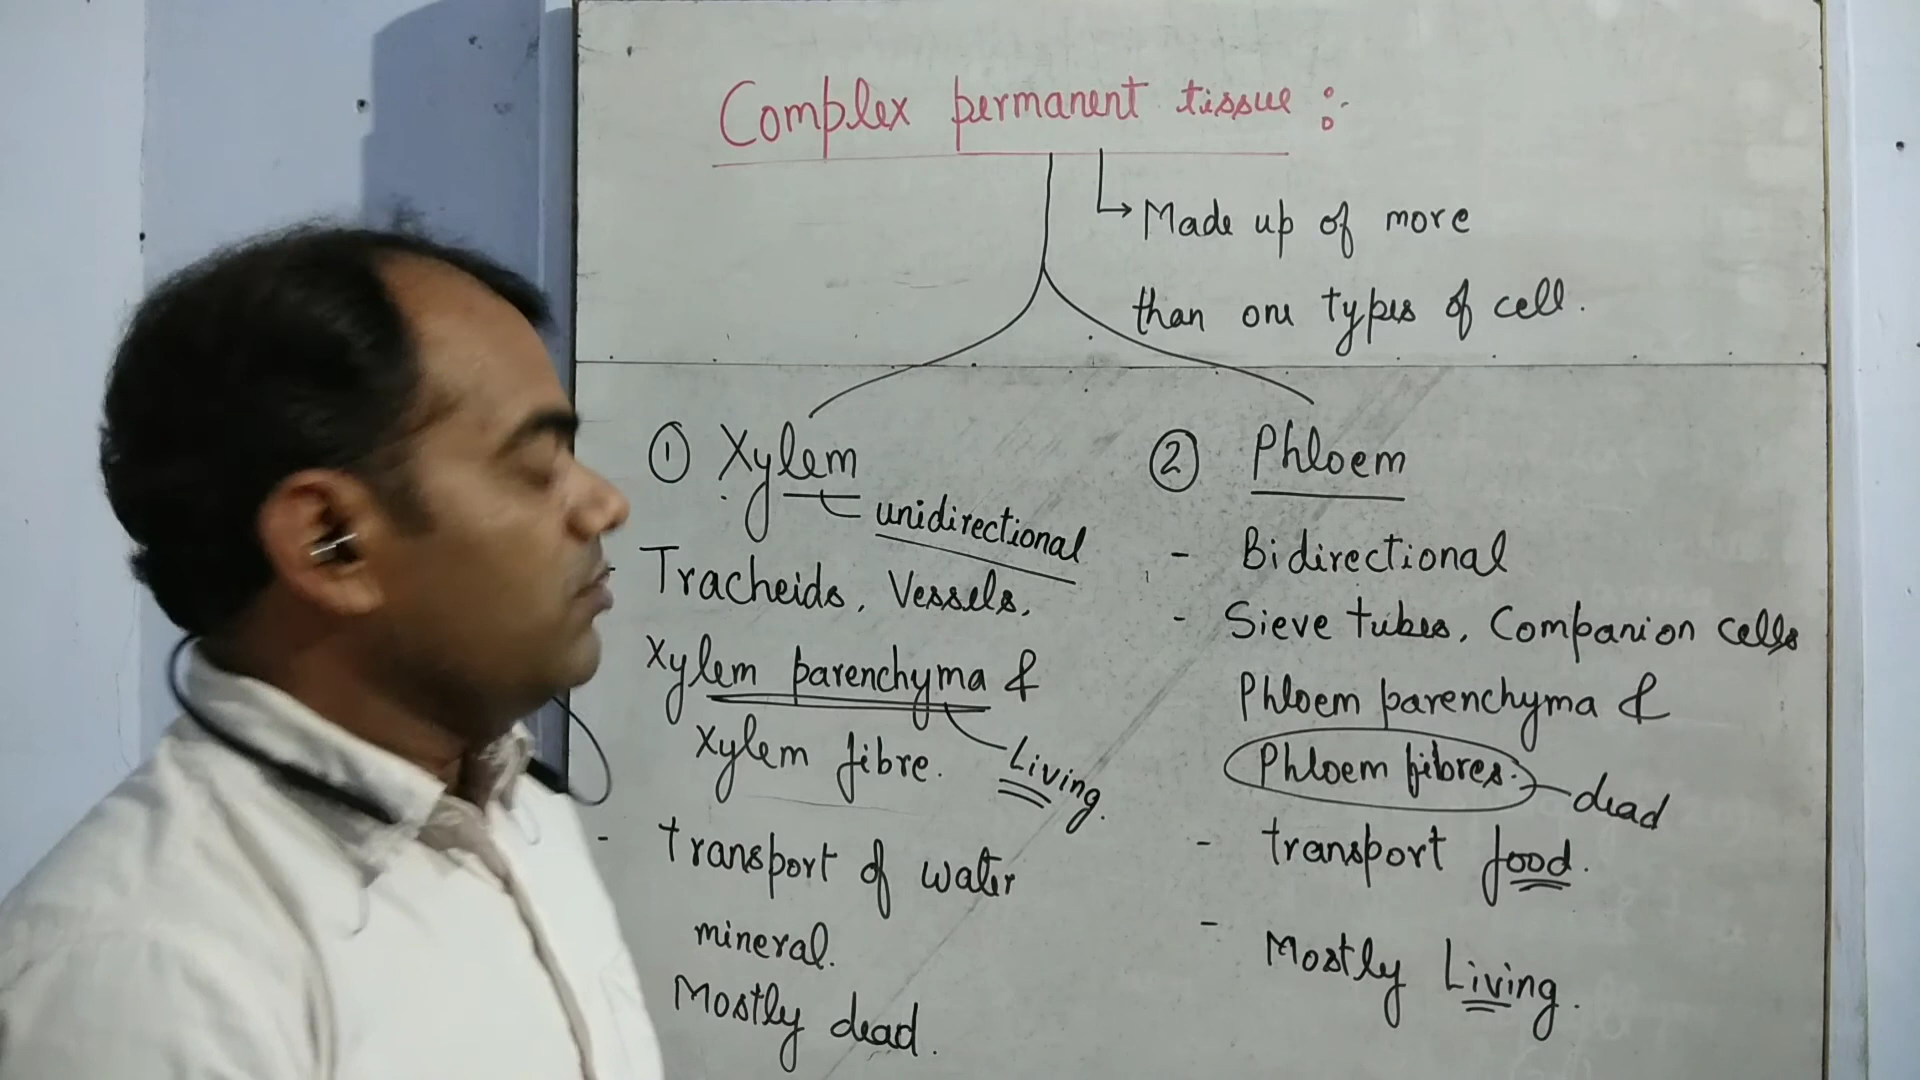 Complex permanent tissue :-
→ Made up of more
than one types of cell.
① Xylem
unidirectional
Tracheids, Vessels,
Xylem parenchyma &
Xylem fibre.
Living.
- transport of water
mineral.
Mostly dead.
② Phloem
- Bidirectional
- Sieve tubes, Companion cells
Phloem parenchyma &
Phloem fibres.
dead
- transport food.
- Mostly Living.